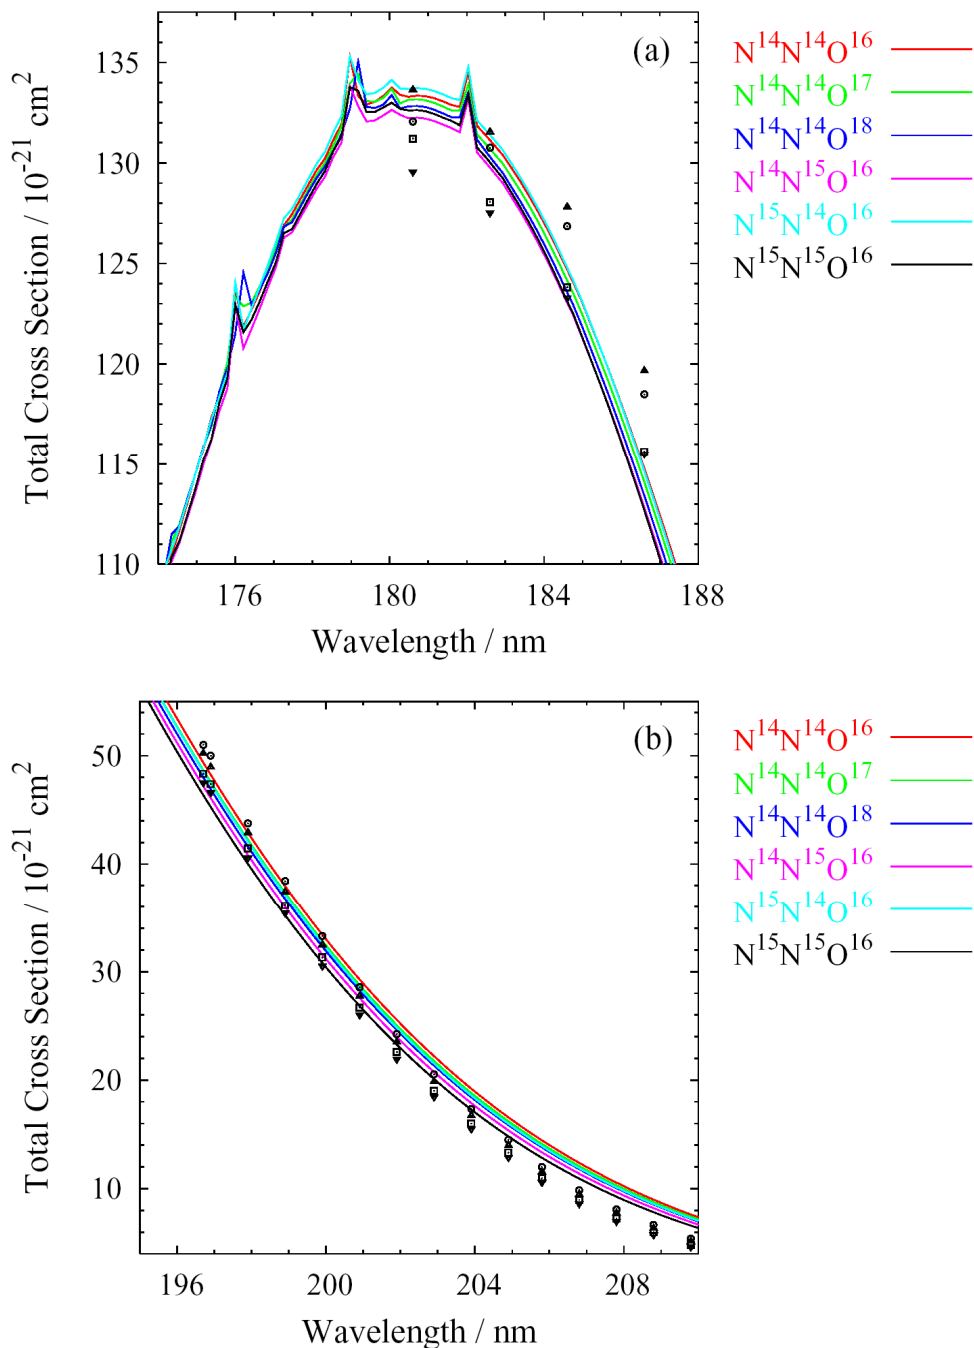 (a)
135
130
125
120
115
110
Total Cross Section / 10⁻²¹ cm²
176
180
184
188
Wavelength / nm
N¹⁴N¹⁴O¹⁶
N¹⁴N¹⁴O¹⁷
N¹⁴N¹⁴O¹⁸
N¹⁴N¹⁵O¹⁶
N¹⁵N¹⁴O¹⁶
N¹⁵N¹⁵O¹⁶
(b)
50
40
30
20
10
Total Cross Section / 10⁻²¹ cm²
196
200
204
208
Wavelength / nm
N¹⁴N¹⁴O¹⁶
N¹⁴N¹⁴O¹⁷
N¹⁴N¹⁴O¹⁸
N¹⁴N¹⁵O¹⁶
N¹⁵N¹⁴O¹⁶
N¹⁵N¹⁵O¹⁶